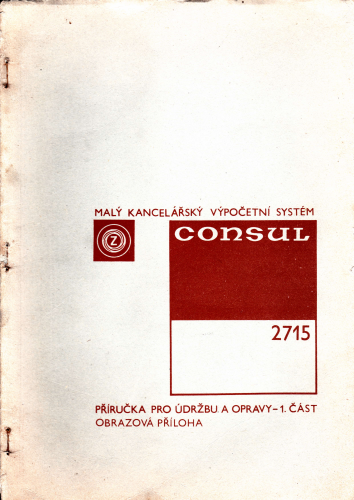 MALÝ KANCELÁŘSKÝ VÝPOČETNÍ SYSTÉM
Z
CONSUL
2715
PŘÍRUČKA PRO ÚDRŽBU A OPRAVY – 1. ČÁST
OBRAZOVÁ PŘÍLOHA